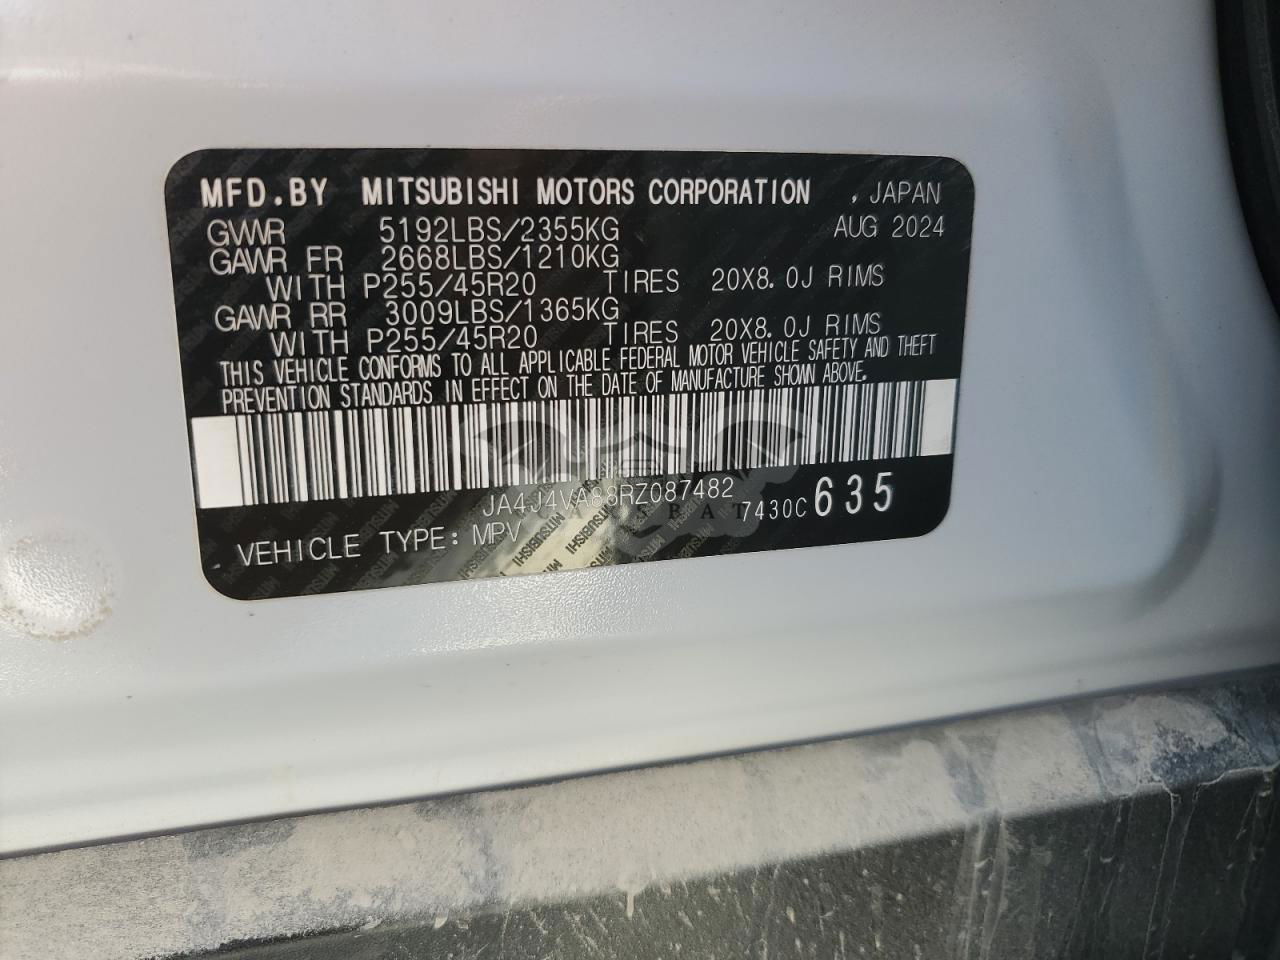 MFD.BY MITSUBISHI MOTORS CORPORATION , JAPAN
GVWR 5192LBS/2355KG AUG 2024
GAWR FR 2668LBS/1210KG
WITH P255/45R20 TIRES 20X8.0J RIMS
GAWR RR 3009LBS/1365KG
WITH P255/45R20 TIRES 20X8.0J RIMS
THIS VEHICLE CONFORMS TO ALL APPLICABLE FEDERAL MOTOR VEHICLE SAFETY AND THEFT
PREVENTION STANDARDS IN EFFECT ON THE DATE OF MANUFACTURE SHOWN ABOVE.
JA4J4VA88RZ087482
7430C 635
VEHICLE TYPE: MPV